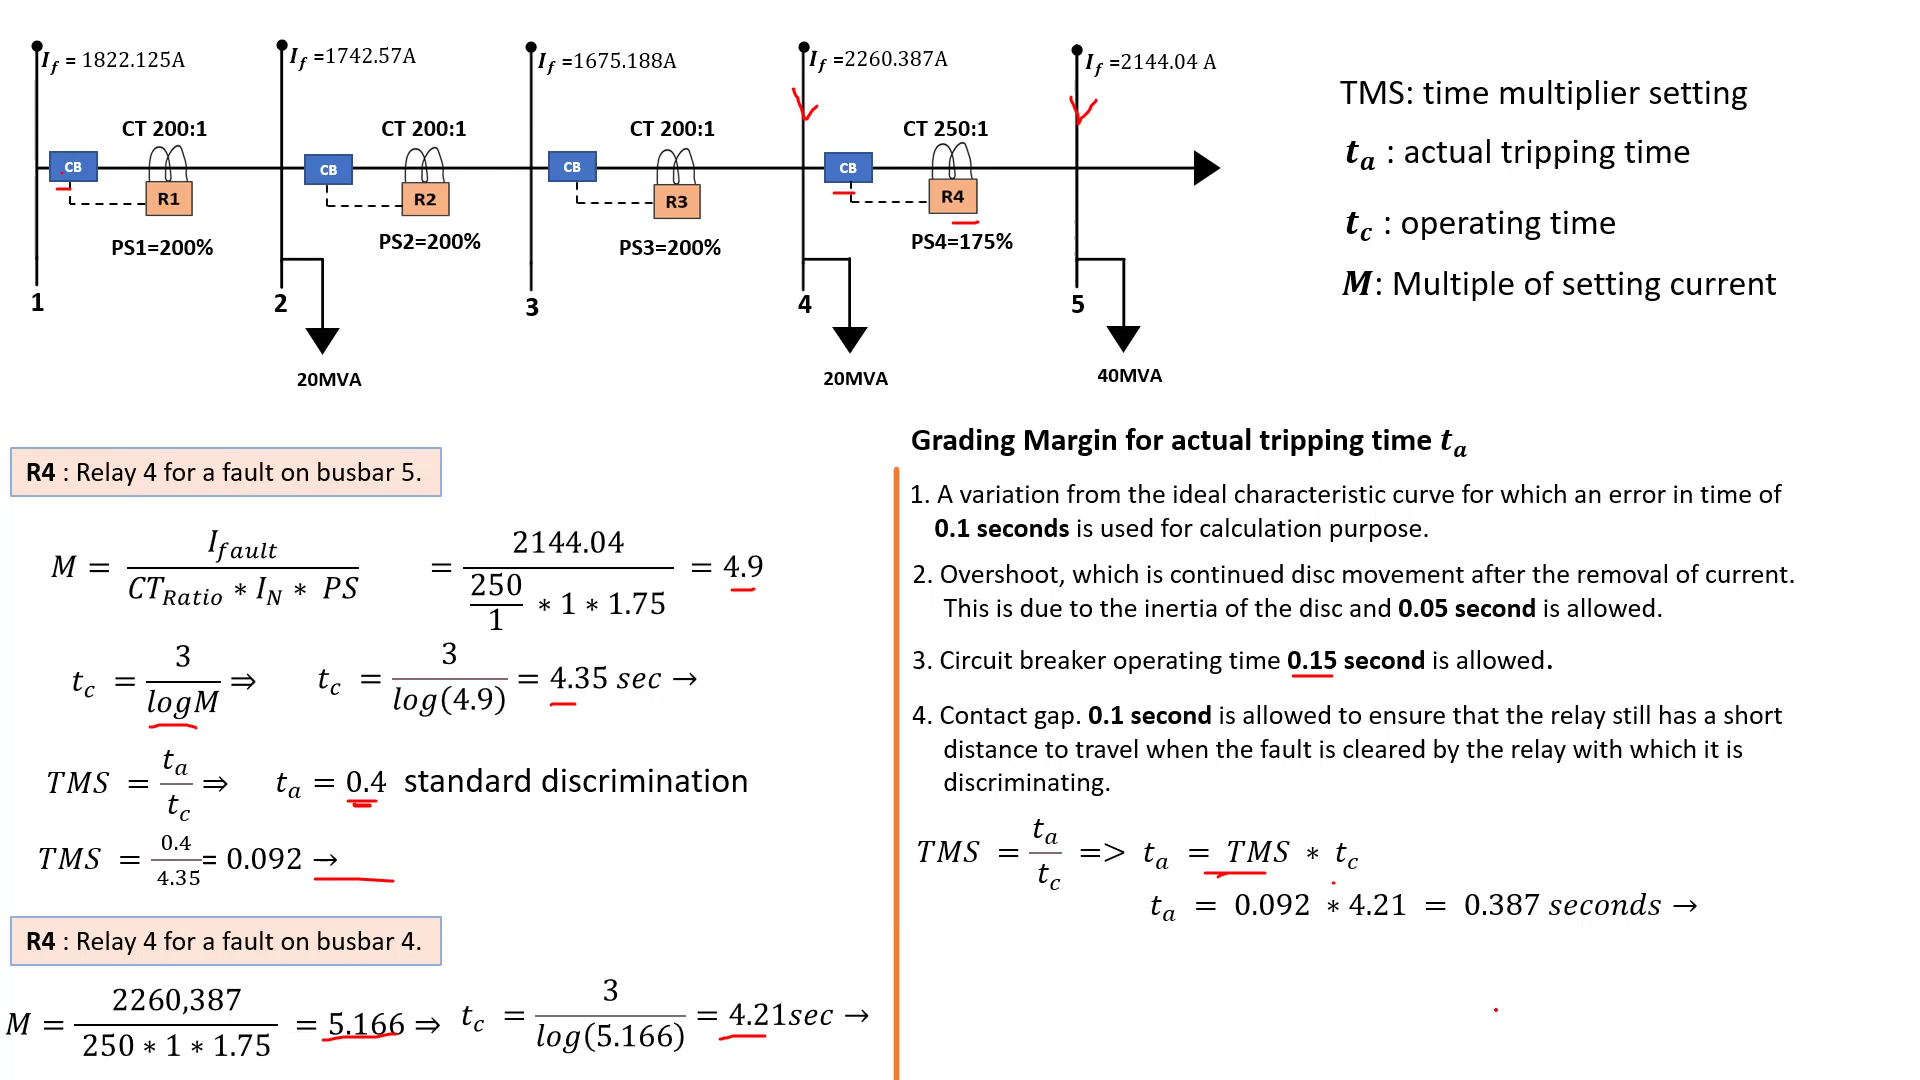 I_f = 1822.125A
I_f =1742.57A
I_f =1675.188A
I_f =2260.387A
I_f =2144.04 A
CT 200:1
CT 200:1
CT 200:1
CT 250:1
CB
CB
CB
CB
R1
R2
R3
R4
PS1=200%
PS2=200%
PS3=200%
PS4=175%
1
2
3
4
5
20MVA
20MVA
40MVA
TMS: time multiplier setting
t_a : actual tripping time
t_c : operating time
M: Multiple of setting current
R4 : Relay 4 for a fault on busbar 5.
M = I_fault / (CT_Ratio * I_N * PS) = 2144.04 / (250/1 * 1 * 1.75) = 4.9
t_c = 3 / logM ⇒ t_c = 3 / log(4.9) = 4.35 sec →
TMS = t_a / t_c ⇒ t_a = 0.4 standard discrimination
TMS = 0.4 / 4.35 = 0.092 →
R4 : Relay 4 for a fault on busbar 4.
M = 2260,387 / (250 * 1 * 1.75) = 5.166 ⇒ t_c = 3 / log(5.166) = 4.21sec →
Grading Margin for actual tripping time t_a
1. A variation from the ideal characteristic curve for which an error in time of
0.1 seconds is used for calculation purpose.
2. Overshoot, which is continued disc movement after the removal of current.
This is due to the inertia of the disc and 0.05 second is allowed.
3. Circuit breaker operating time 0.15 second is allowed.
4. Contact gap. 0.1 second is allowed to ensure that the relay still has a short
distance to travel when the fault is cleared by the relay with which it is
discriminating.
TMS = t_a / t_c => t_a = TMS * t_c
t_a = 0.092 * 4.21 = 0.387 seconds →